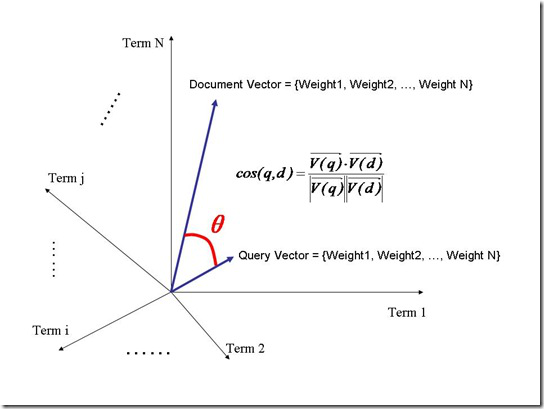 Term N
Document Vector = {Weight1, Weight2, …, Weight N}
cos(q,d) = V(q)·V(d) / |V(q)||V(d)|
Term j
θ
Query Vector = {Weight1, Weight2, …, Weight N}
Term 1
Term i
Term 2